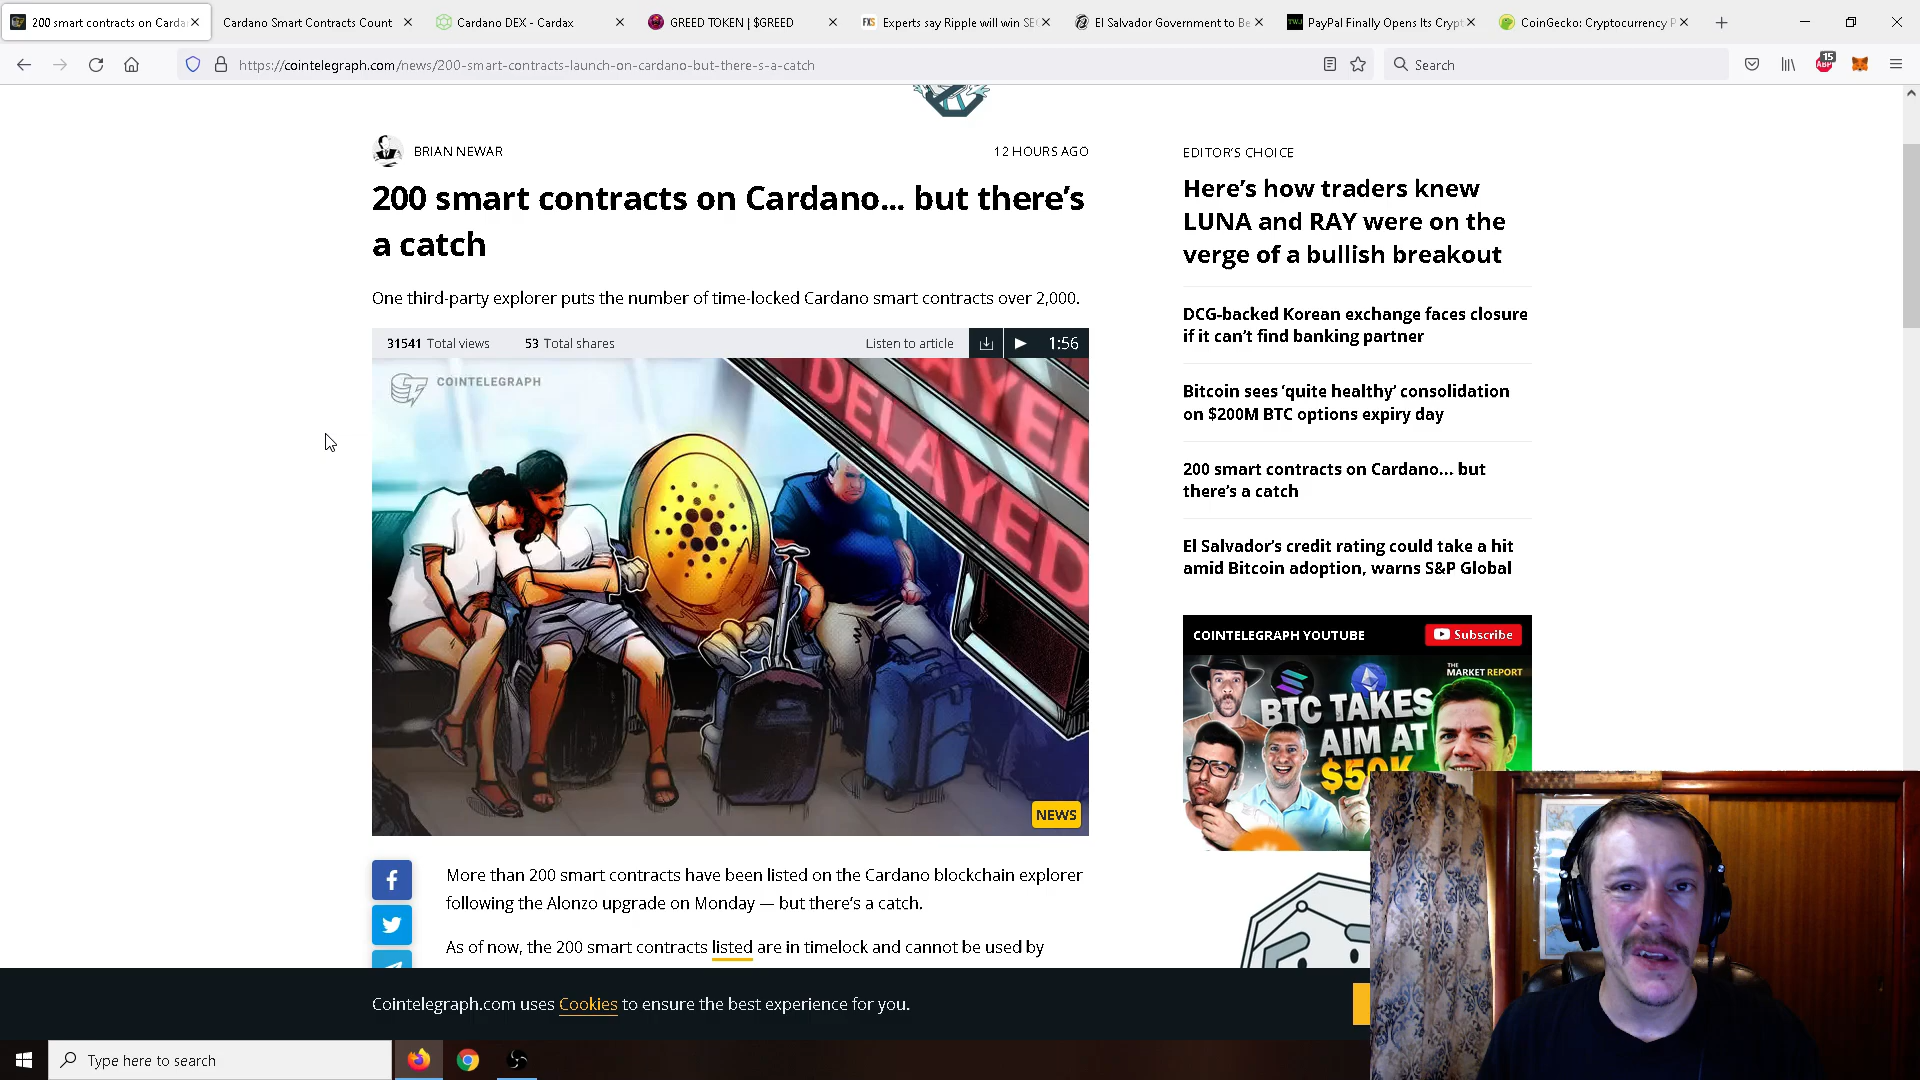 200 smart contracts on Carda
Cardano Smart Contracts Count
Cardano DEX - Cardax
GREED TOKEN | $GREED
FXS
Experts say Ripple will win SE
El Salvador Government to Be
TWJ
PayPal Finally Opens Its Crypt
CoinGecko: Cryptocurrency P
https://cointelegraph.com/news/200-smart-contracts-launch-on-cardano-but-there-s-a-catch
Search
15
ABP
BRIAN NEWAR
12 HOURS AGO
200 smart contracts on Cardano... but there’s
a catch
One third-party explorer puts the number of time-locked Cardano smart contracts over 2,000.
31541 Total views
53 Total shares
Listen to article
1:56
COINTELEGRAPH
DELAYED
DELAYED
NEWS
More than 200 smart contracts have been listed on the Cardano blockchain explorer
following the Alonzo upgrade on Monday — but there’s a catch.
As of now, the 200 smart contracts listed are in timelock and cannot be used by
EDITOR’S CHOICE
Here’s how traders knew
LUNA and RAY were on the
verge of a bullish breakout
DCG-backed Korean exchange faces closure
if it can’t find banking partner
Bitcoin sees ‘quite healthy’ consolidation
on $200M BTC options expiry day
200 smart contracts on Cardano... but
there’s a catch
El Salvador’s credit rating could take a hit
amid Bitcoin adoption, warns S&P Global
COINTELEGRAPH YOUTUBE
Subscribe
THE
MARKET REPORT
BTC TAKES
AIM AT
$50K
Cointelegraph.com uses Cookies to ensure the best experience for you.
Type here to search